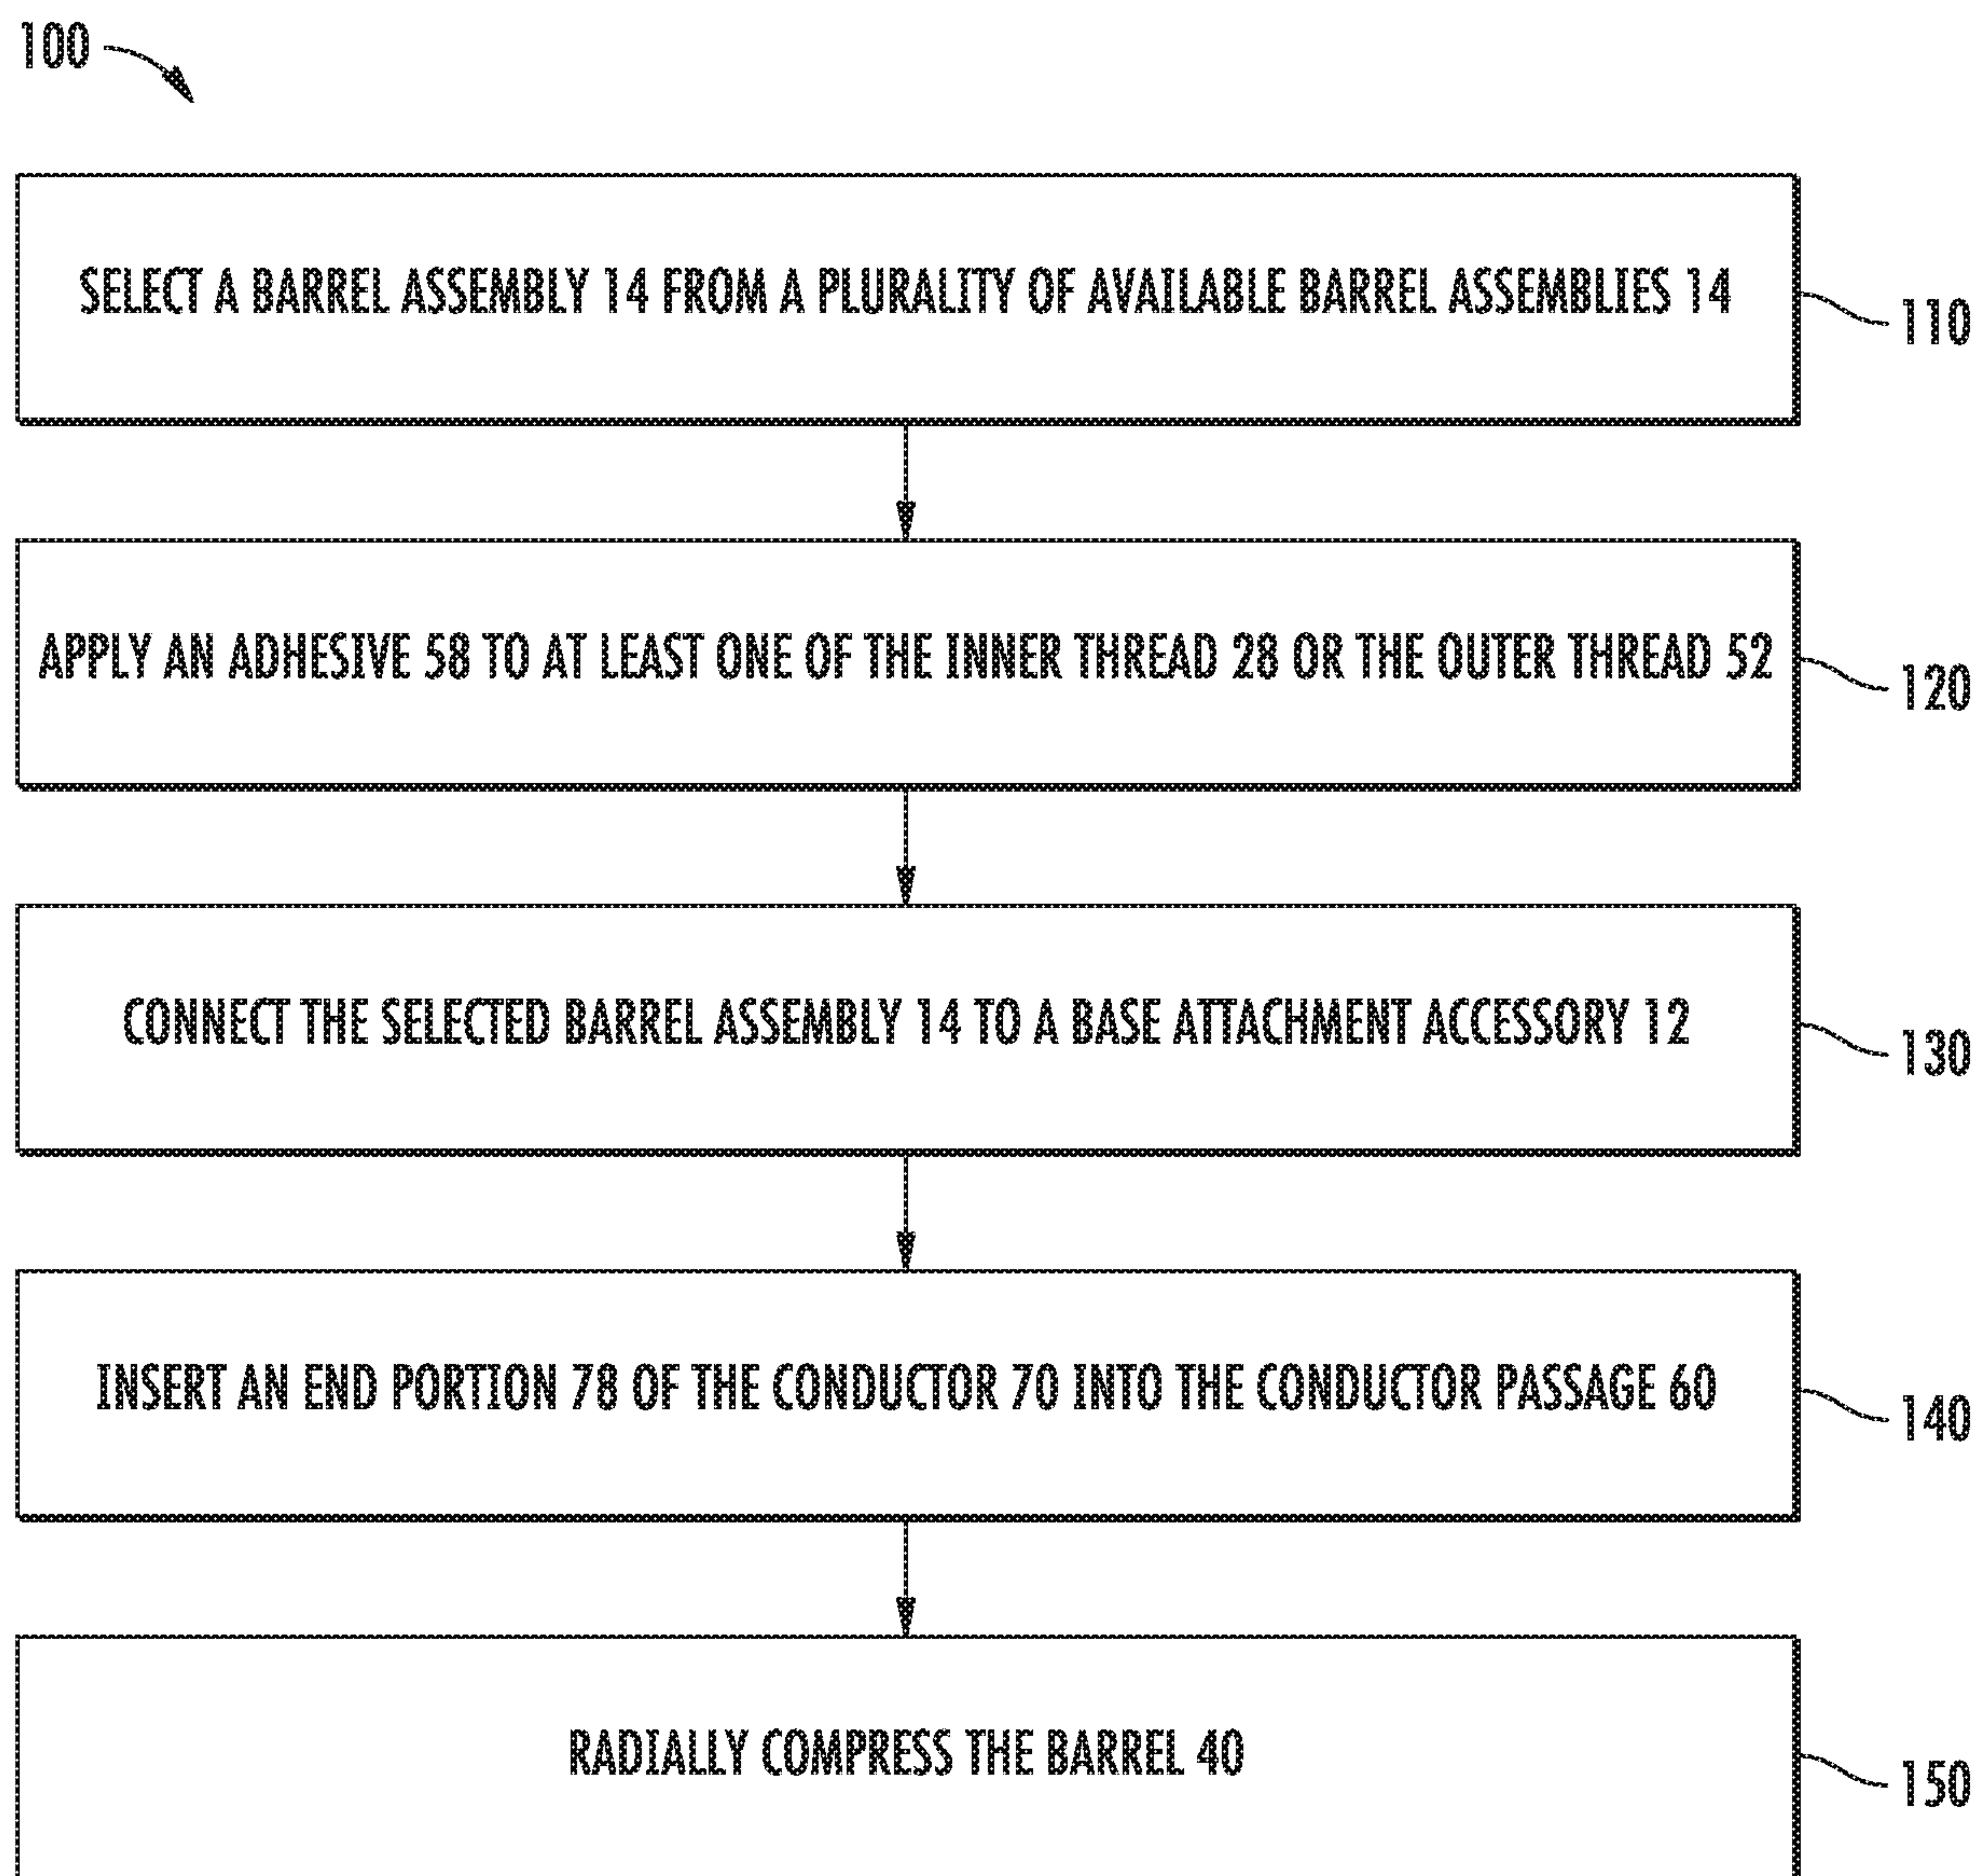 100
SELECT A BARREL ASSEMBLY 14 FROM A PLURALITY OF AVAILABLE BARREL ASSEMBLIES 14
110
APPLY AN ADHESIVE 58 TO AT LEAST ONE OF THE INNER THREAD 28 OR THE OUTER THREAD 52
120
CONNECT THE SELECTED BARREL ASSEMBLY 14 TO A BASE ATTACHMENT ACCESSORY 12
130
INSERT AN END PORTION 78 OF THE CONDUCTOR 70 INTO THE CONDUCTOR PASSAGE 60
140
RADIALLY COMPRESS THE BARREL 40
150